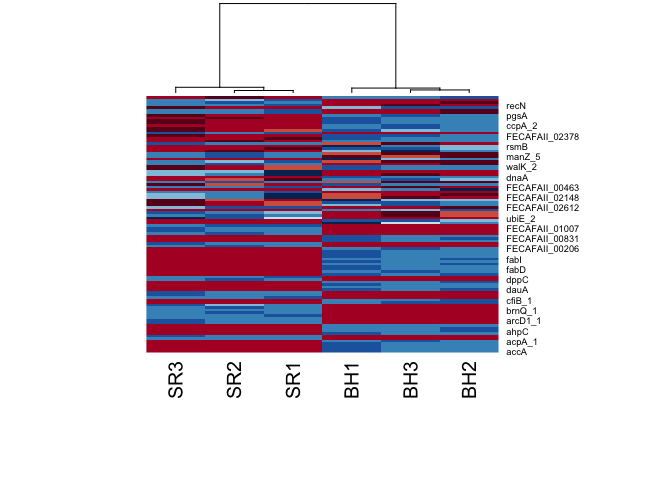 recN
pgsA
ccpA_2
FECAFAII_02378
rsmB
manZ_5
walK_2
dnaA
FECAFAII_00463
FECAFAII_02148
FECAFAII_02612
ubiE_2
FECAFAII_01007
FECAFAII_00831
FECAFAII_00206
fabI
fabD
dppC
dauA
cfiB_1
brnQ_1
arcD1_1
ahpC
acpA_1
accA
SR3 SR2 SR1 BH1 BH3 BH2